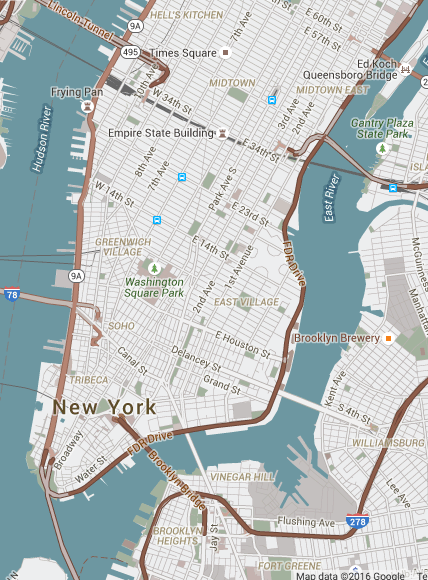 HELL'S KITCHEN
Lincoln Tunnel
9A
E 60th St
E 57th St
7th Ave
495
Times Square
Ed Koch
Queensboro Bridge
10th Ave
MIDTOWN
MIDTOWN EAST
Frying Pan
W 34th St
3rd Ave
2nd Ave
Gantry Plaza
State Park
Hudson River
Empire State Building
E 34th St
8th Ave
7th Ave
ISLA
W 14th St
Park Ave S
East River
E 23rd St
GREENWICH
VILLAGE
E 14th St
FDR Drive
McGuinness
9A
Washington
Square Park
1st Avenue
78
2nd Ave
EAST VILLAGE
Manhattan
SOHO
E Houston St
Brooklyn Brewery
Canal St
Delancey St
TRIBECA
Grand St
Kent Ave
New York
S 4th St
Broadway
FDR Drive
WILLIAMSBURG
Water St
Brooklyn Bridge
VINEGAR HILL
Lee Ave
BROOKLYN
HEIGHTS
Jay St
Flushing Ave
278
FORT GREENE
Map data ©2016 Google